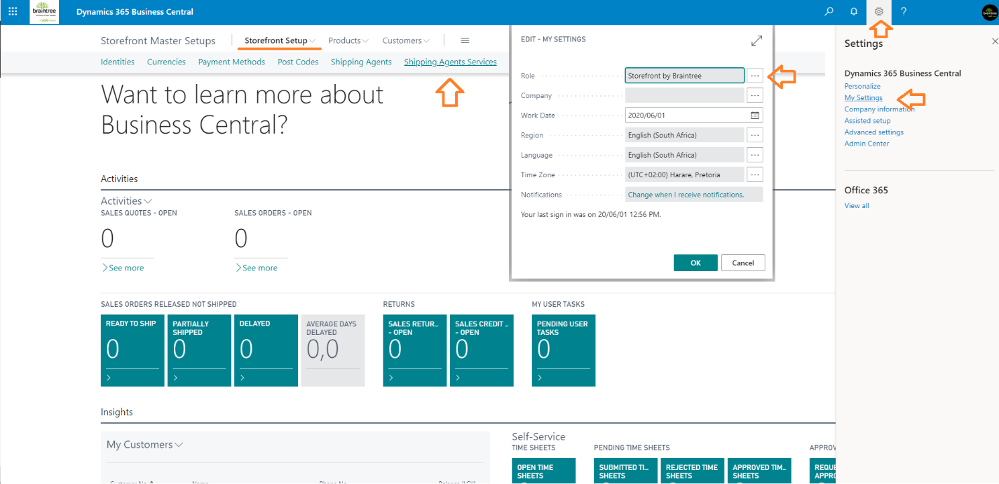 braintree
Dynamics 365 Business Central
?
Storefront Master Setups
Storefront Setup
Products
Customers
Identities
Currencies
Payment Methods
Post Codes
Shipping Agents
Shipping Agents Services
Want to learn more about
Business Central?
Activities
Activities
SALES QUOTES - OPEN
SALES ORDERS - OPEN
0
0
See more
See more
SALES ORDERS RELEASED NOT SHIPPED
RETURNS
MY USER TASKS
READY TO SHIP
0
PARTIALLY
SHIPPED
0
DELAYED
0
AVERAGE DAYS
DELAYED
0,0
SALES RETUR...
- OPEN
0
SALES CREDIT ...
- OPEN
0
PENDING USER
TASKS
0
Insights
My Customers
Customer No.
Name
Phone No.
Balance (LCY)
Self-Service
TIME SHEETS
PENDING TIME SHEETS
APPROV
OPEN TIME
SHEETS
SUBMITTED TI...
SHEETS
REJECTED TIME
SHEETS
APPROVED TIM...
SHEETS
REQUE
APPRO
EDIT - MY SETTINGS
Role
Storefront by Braintree
Company
Work Date
2020/06/01
Region
English (South Africa)
Language
English (South Africa)
Time Zone
(UTC+02:00) Harare, Pretoria
Notifications
Change when I receive notifications.
Your last sign in was on 20/06/01 12:56 PM.
OK
Cancel
Settings
Dynamics 365 Business Central
Personalize
My Settings
Company information
Assisted setup
Advanced settings
Admin Center
Office 365
View all